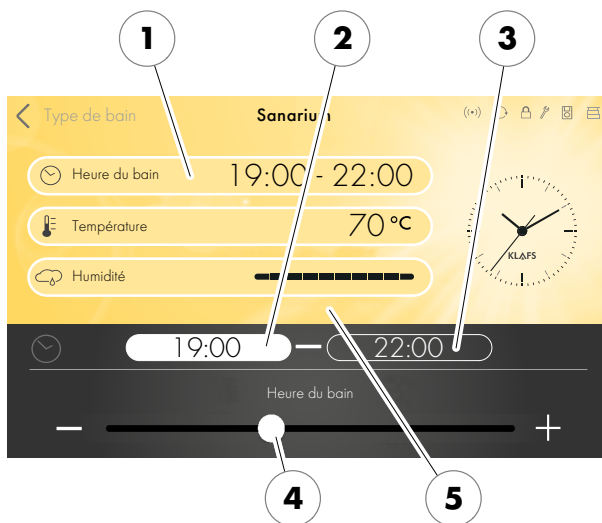 1 2 3
Type de bain Sanarium
Heure du bain 19:00 - 22:00
Température 70 °C
Humidité
KLAFS
19:00 – 22:00
Heure du bain
4 5